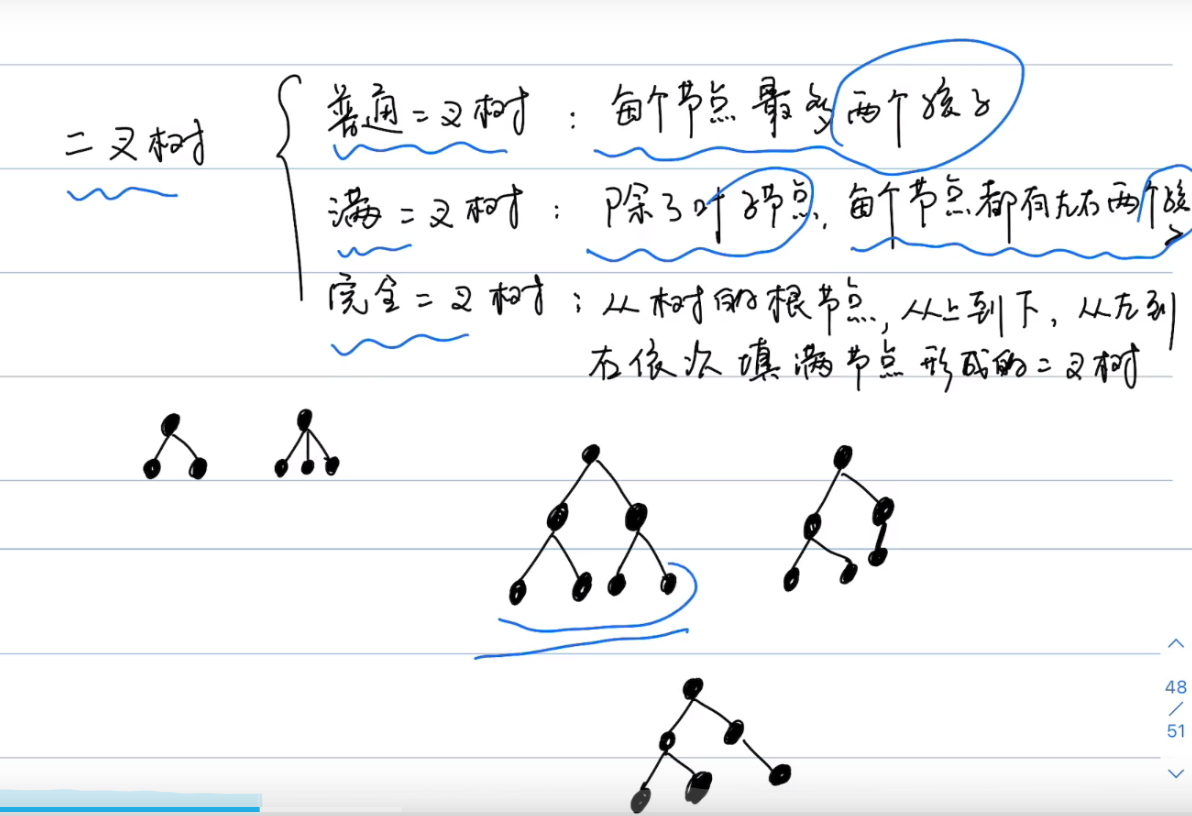 二叉树
普通二叉树：每个节点最多两个孩子
满二叉树：除了叶子节点，每个节点都有左右两个孩子
完全二叉树：从树的根节点，从上到下，从左到
右依次填满节点形成的二叉树
48
/
51